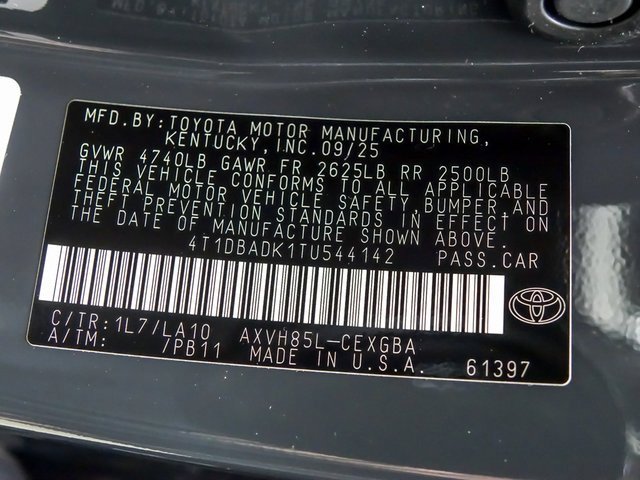 MFD.BY:TOYOTA MOTOR MANUFACTURING,
KENTUCKY,INC.09/25
GVWR 4740LB GAWR FR 2625LB RR 2500LB
THIS VEHICLE CONFORMS TO ALL APPLICABLE
FEDERAL MOTOR VEHICLE SAFETY,BUMPER AND
THEFT PREVENTION STANDARDS IN EFFECT ON
THE DATE OF MANUFACTURE SHOWN ABOVE.
4T1DBADK1TU544142 PASS.CAR
C/TR:1L7/LA10 AXVH85L-CEXGBA
A/TM: 7PB11 MADE IN U.S.A. 61397